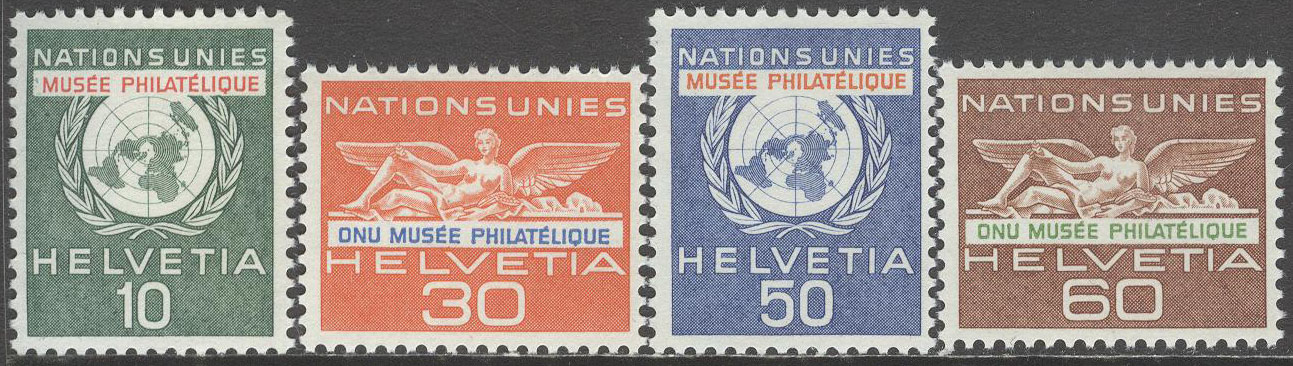 NATIONS UNIES
MUSÉE PHILATÉLIQUE
HELVETIA
10
NATIONS UNIES
ONU MUSÉE PHILATÉLIQUE
HELVETIA
30
NATIONS UNIES
MUSÉE PHILATÉLIQUE
HELVETIA
50
NATIONS UNIES
ONU MUSÉE PHILATÉLIQUE
HELVETIA
60